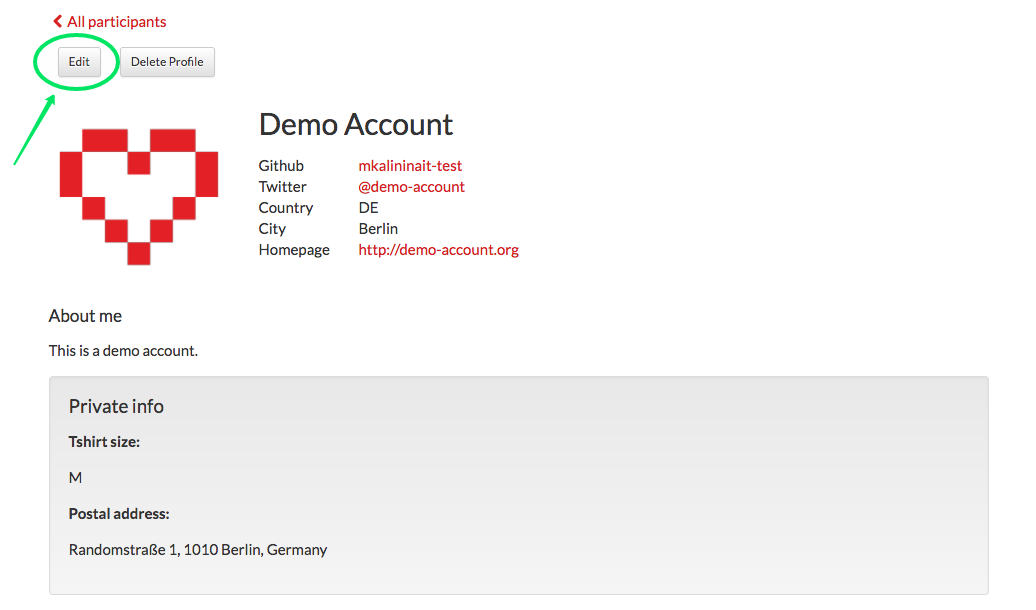 All participants
Edit Delete Profile
Demo Account
Github mkalininait-test
Twitter @demo-account
Country DE
City Berlin
Homepage http://demo-account.org
About me
This is a demo account.
Private info
Tshirt size:
M
Postal address:
Randomstraße 1, 1010 Berlin, Germany